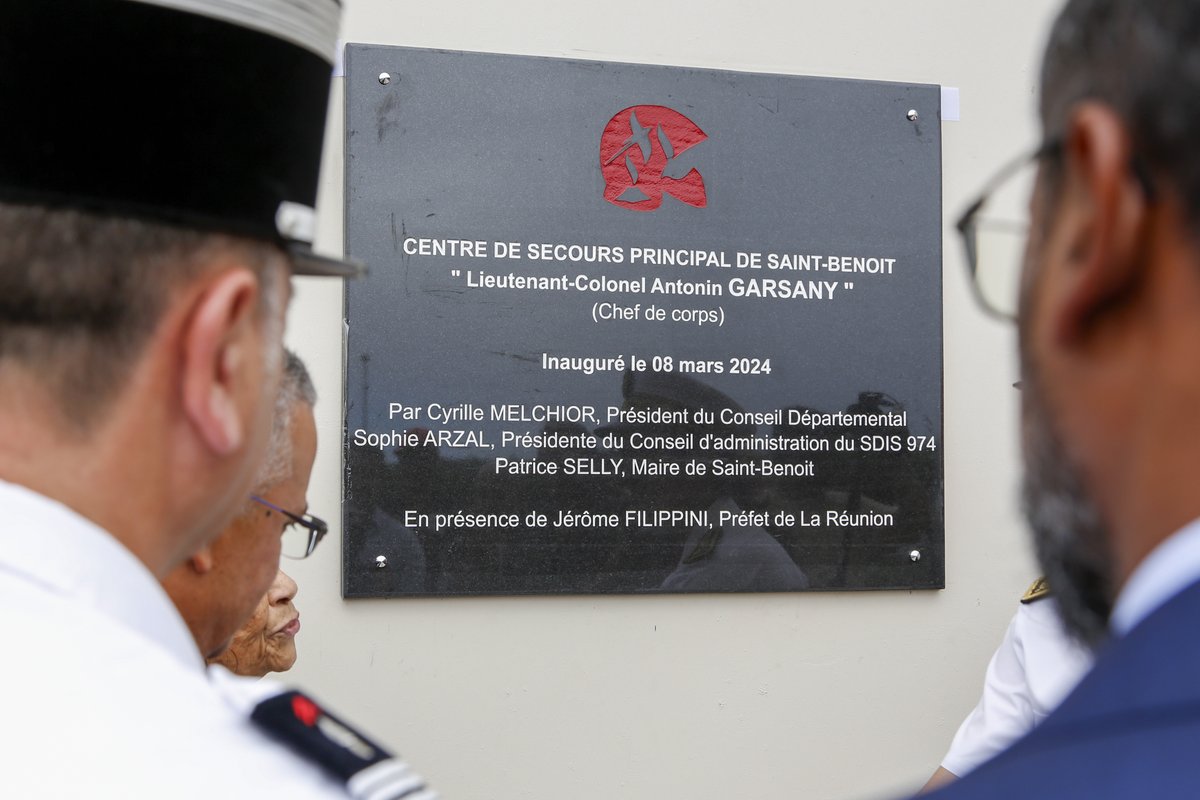 CENTRE DE SECOURS PRINCIPAL DE SAINT-BENOIT
" Lieutenant-Colonel Antonin GARSANY "
(Chef de corps)
Inauguré le 08 mars 2024
Par Cyrille MELCHIOR, Président du Conseil Départemental
Sophie ARZAL, Présidente du Conseil d'administration du SDIS 974
Patrice SELLY, Maire de Saint-Benoit
En présence de Jérôme FILIPPINI, Préfet de La Réunion